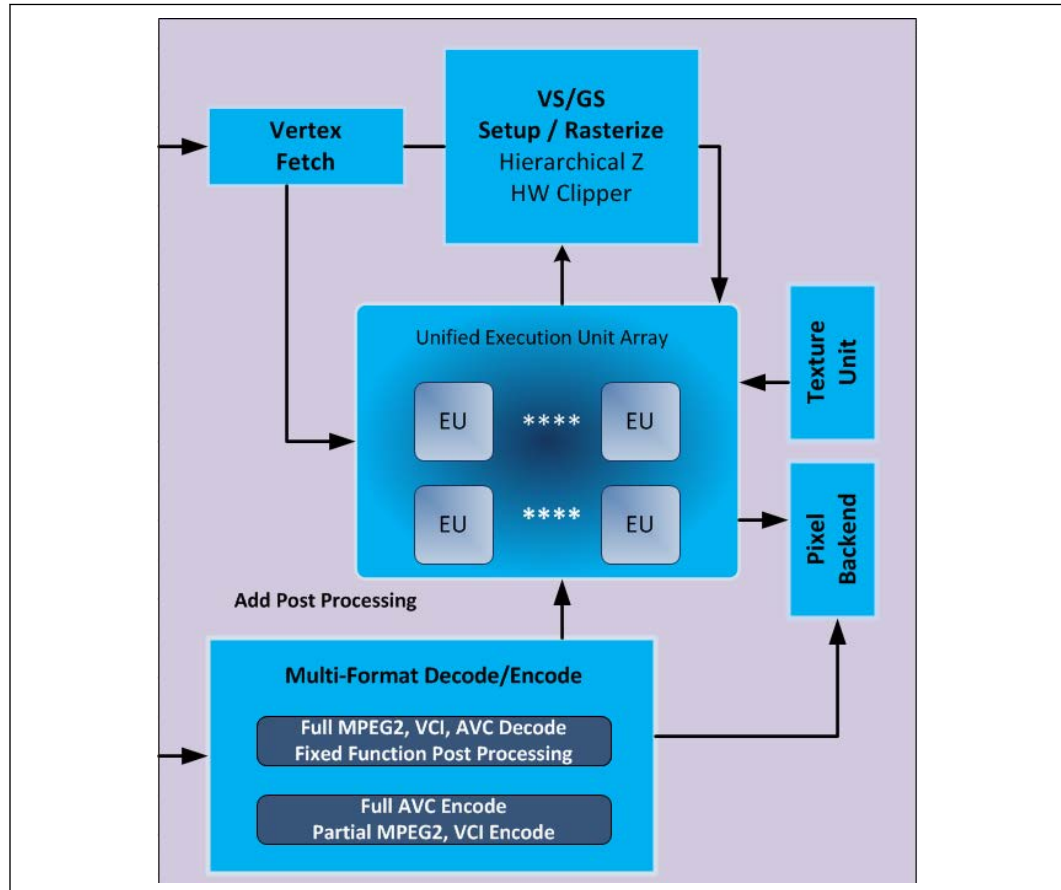 VS/GS
Setup / Rasterize
Hierarchical Z
HW Clipper
Vertex
Fetch
Unified Execution Unit Array
EU
****
EU
EU
****
EU
Texture
Unit
Pixel
Backend
Add Post Processing
Multi-Format Decode/Encode
Full MPEG2, VCI, AVC Decode
Fixed Function Post Processing
Full AVC Encode
Partial MPEG2, VCI Encode